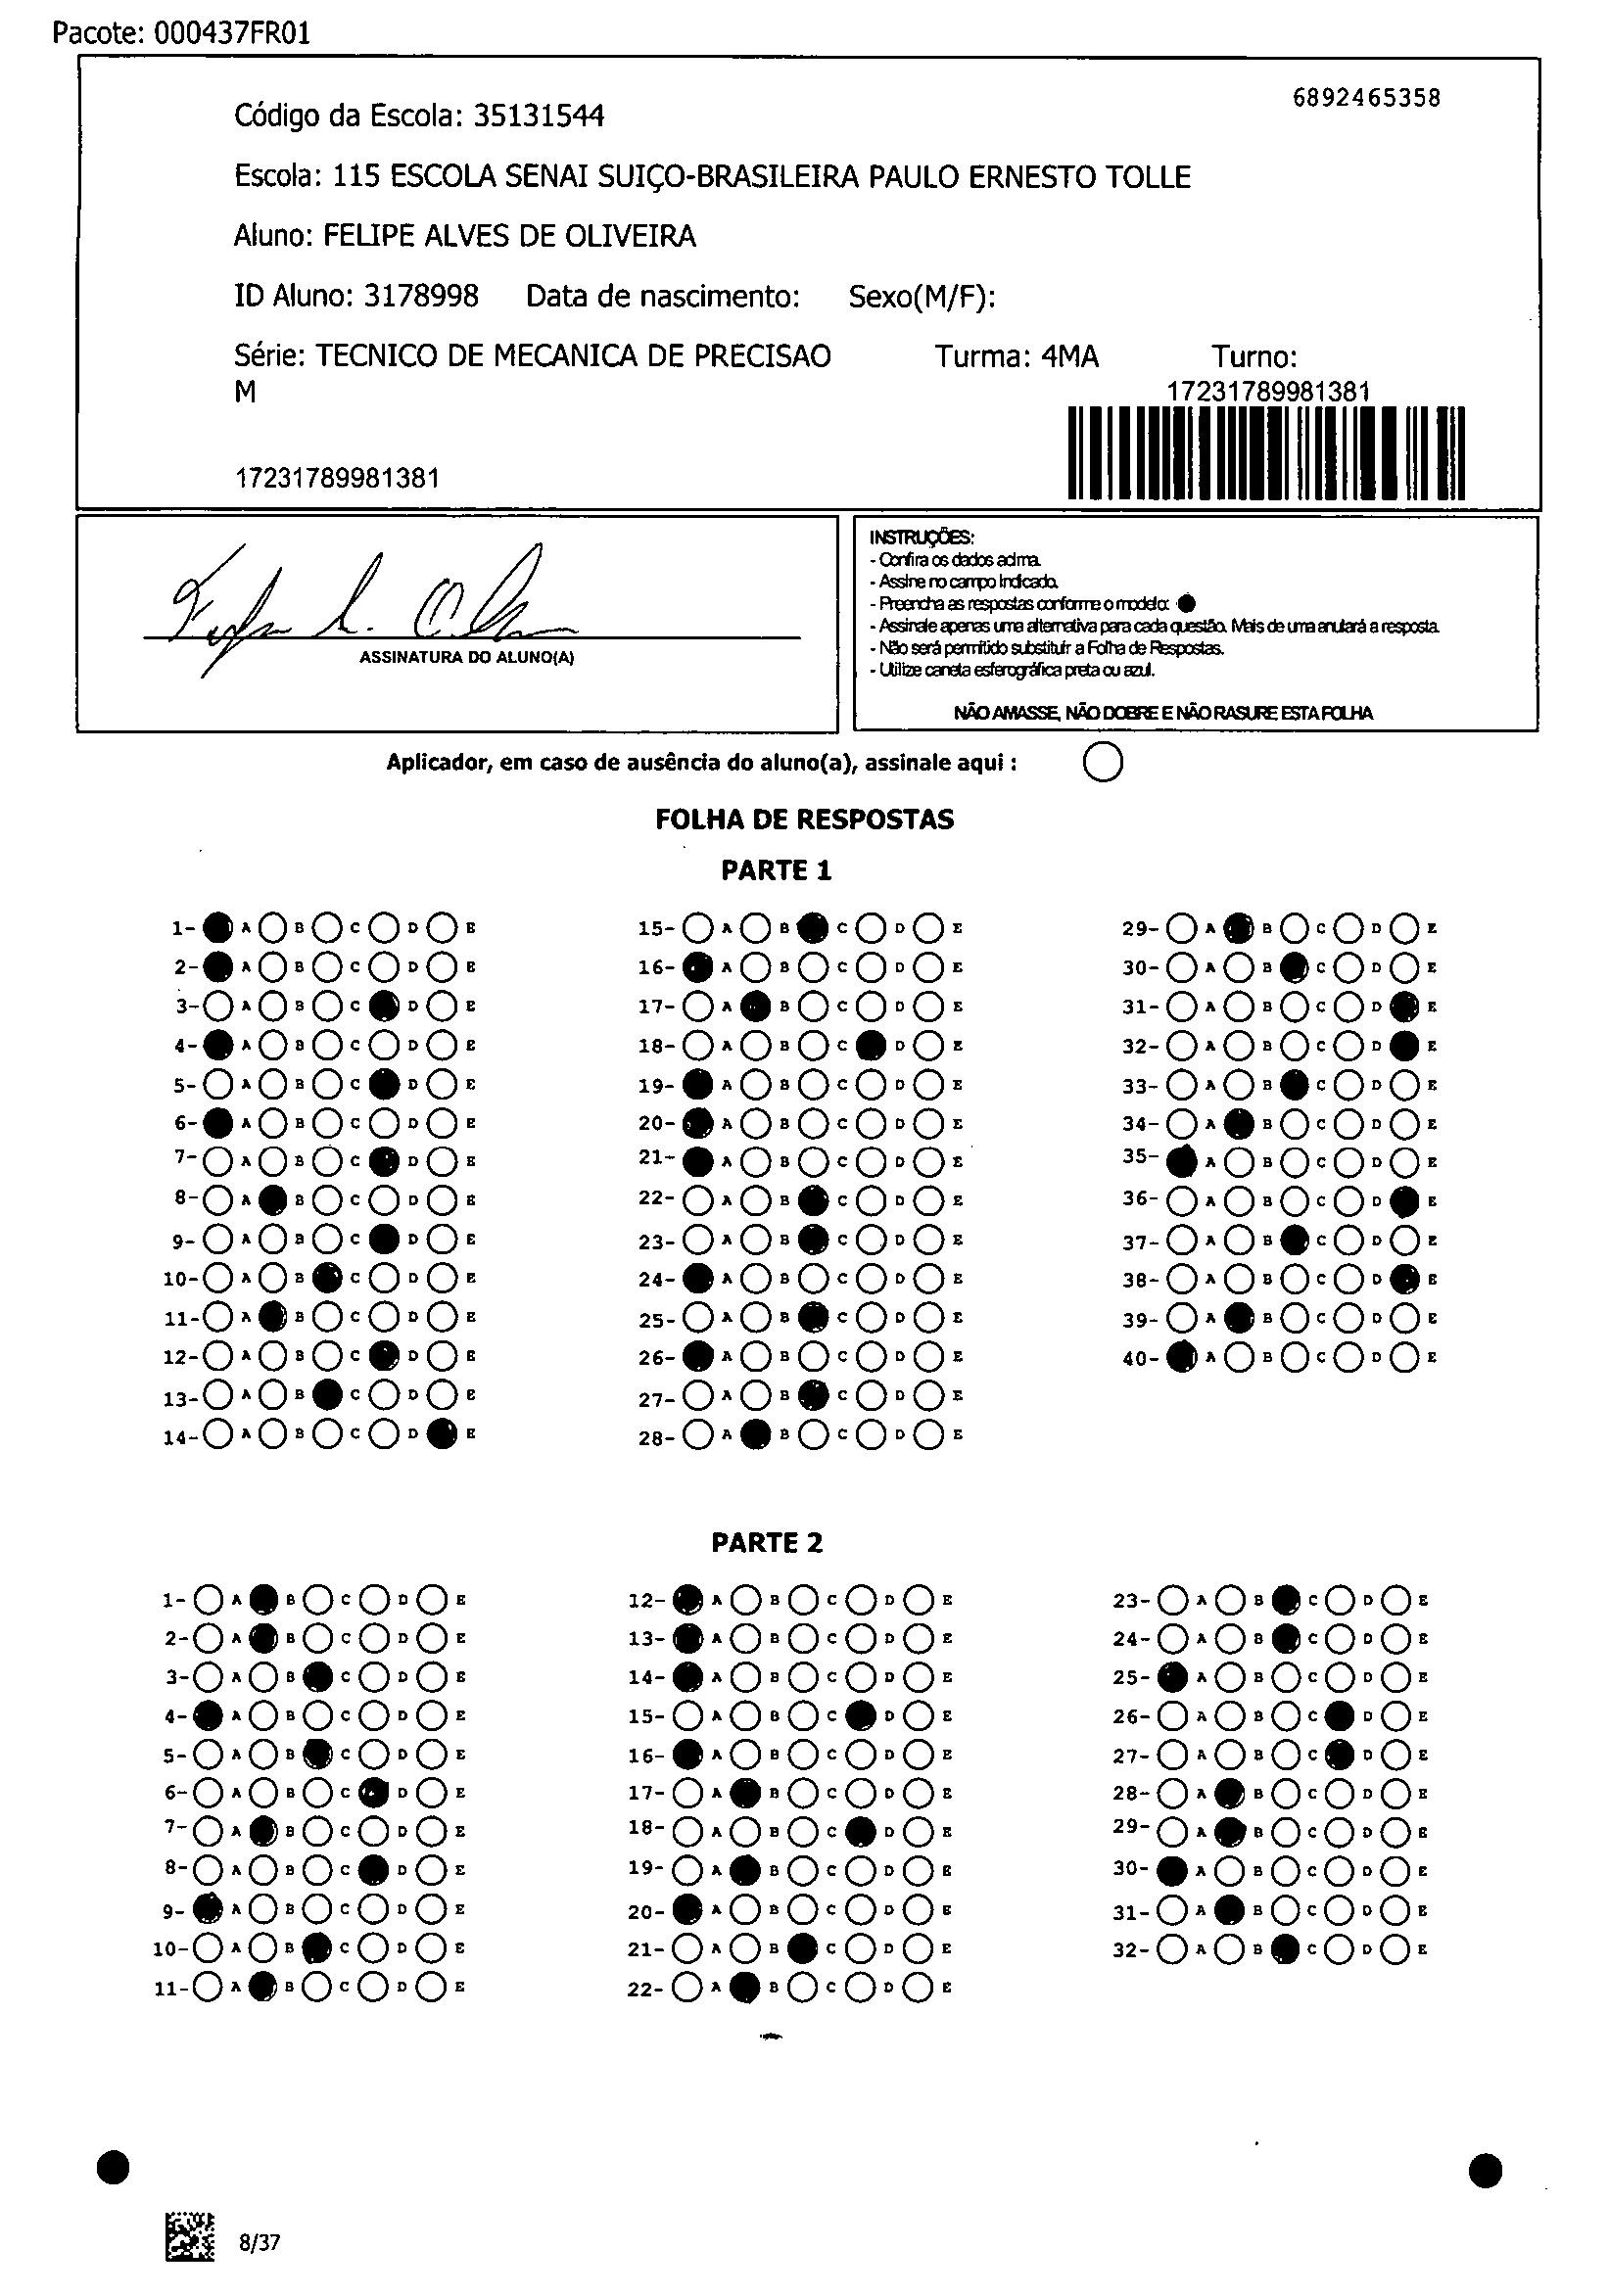 Pacote: 000437FR01
6892465358
Código da Escola: 35131544
Escola: 115 ESCOLA SENAI SUIÇO-BRASILEIRA PAULO ERNESTO TOLLE
Aluno: FELIPE ALVES DE OLIVEIRA
ID Aluno: 3178998 Data de nascimento: Sexo(M/F):
Série: TECNICO DE MECANICA DE PRECISAO Turma: 4MA Turno:
M
17231789981381
17231789981381
ASSINATURA DO ALUNO(A)
INSTRUÇÕES:
- Confira os dados acima.
- Assine no campo indicado.
- Preencha as respostas conforme o modelo:
- Assinale apenas uma alternativa para cada questão. Mais de uma anulará a resposta.
- Não será permitido substituir a Folha de Respostas.
- Utilize caneta esferográfica preta ou azul.
NÃO AMASSE, NÃO DOBRE E NÃO RASURE ESTA FOLHA
Aplicador, em caso de ausência do aluno(a), assinale aqui :
FOLHA DE RESPOSTAS
PARTE 1
1- A B C D E 15- A B C D E 29- A B C D E
2- A B C D E 16- A B C D E 30- A B C D E
3- A B C D E 17- A B C D E 31- A B C D E
4- A B C D E 18- A B C D E 32- A B C D E
5- A B C D E 19- A B C D E 33- A B C D E
6- A B C D E 20- A B C D E 34- A B C D E
7- A B C D E 21- A B C D E 35- A B C D E
8- A B C D E 22- A B C D E 36- A B C D E
9- A B C D E 23- A B C D E 37- A B C D E
10- A B C D E 24- A B C D E 38- A B C D E
11- A B C D E 25- A B C D E 39- A B C D E
12- A B C D E 26- A B C D E 40- A B C D E
13- A B C D E 27- A B C D E
14- A B C D E 28- A B C D E
PARTE 2
1- A B C D E 12- A B C D E 23- A B C D E
2- A B C D E 13- A B C D E 24- A B C D E
3- A B C D E 14- A B C D E 25- A B C D E
4- A B C D E 15- A B C D E 26- A B C D E
5- A B C D E 16- A B C D E 27- A B C D E
6- A B C D E 17- A B C D E 28- A B C D E
7- A B C D E 18- A B C D E 29- A B C D E
8- A B C D E 19- A B C D E 30- A B C D E
9- A B C D E 20- A B C D E 31- A B C D E
10- A B C D E 21- A B C D E 32- A B C D E
11- A B C D E 22- A B C D E
8/37